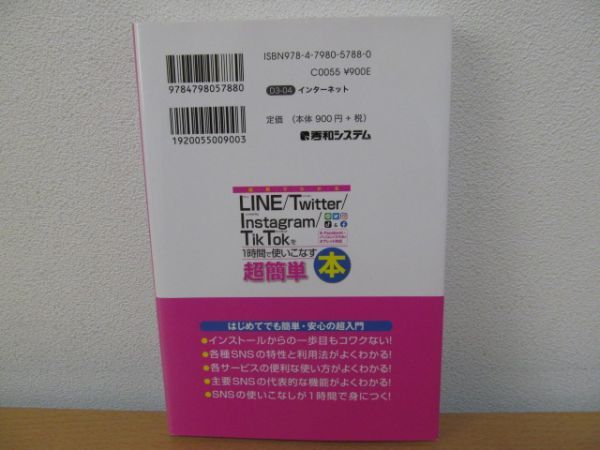 ISBN978-4-7980-5788-0
C0055 ¥900E
9784798057880
D3-04 インターネット
定価 （本体 900円＋税）
1920055009003
秀和システム
LINE/Twitter/
Instagram/
TikTokを
1時間で使いこなす
超簡単本
はじめてでも簡単・安心の超入門
●インストールからの一歩目もコワクない!
●各種SNSの特性と利用法がよくわかる!
●各サービスの便利な使い方がよくわかる!
●主要SNSの代表的な機能がよくわかる!
●SNSの使いこなしが1時間で身につく!